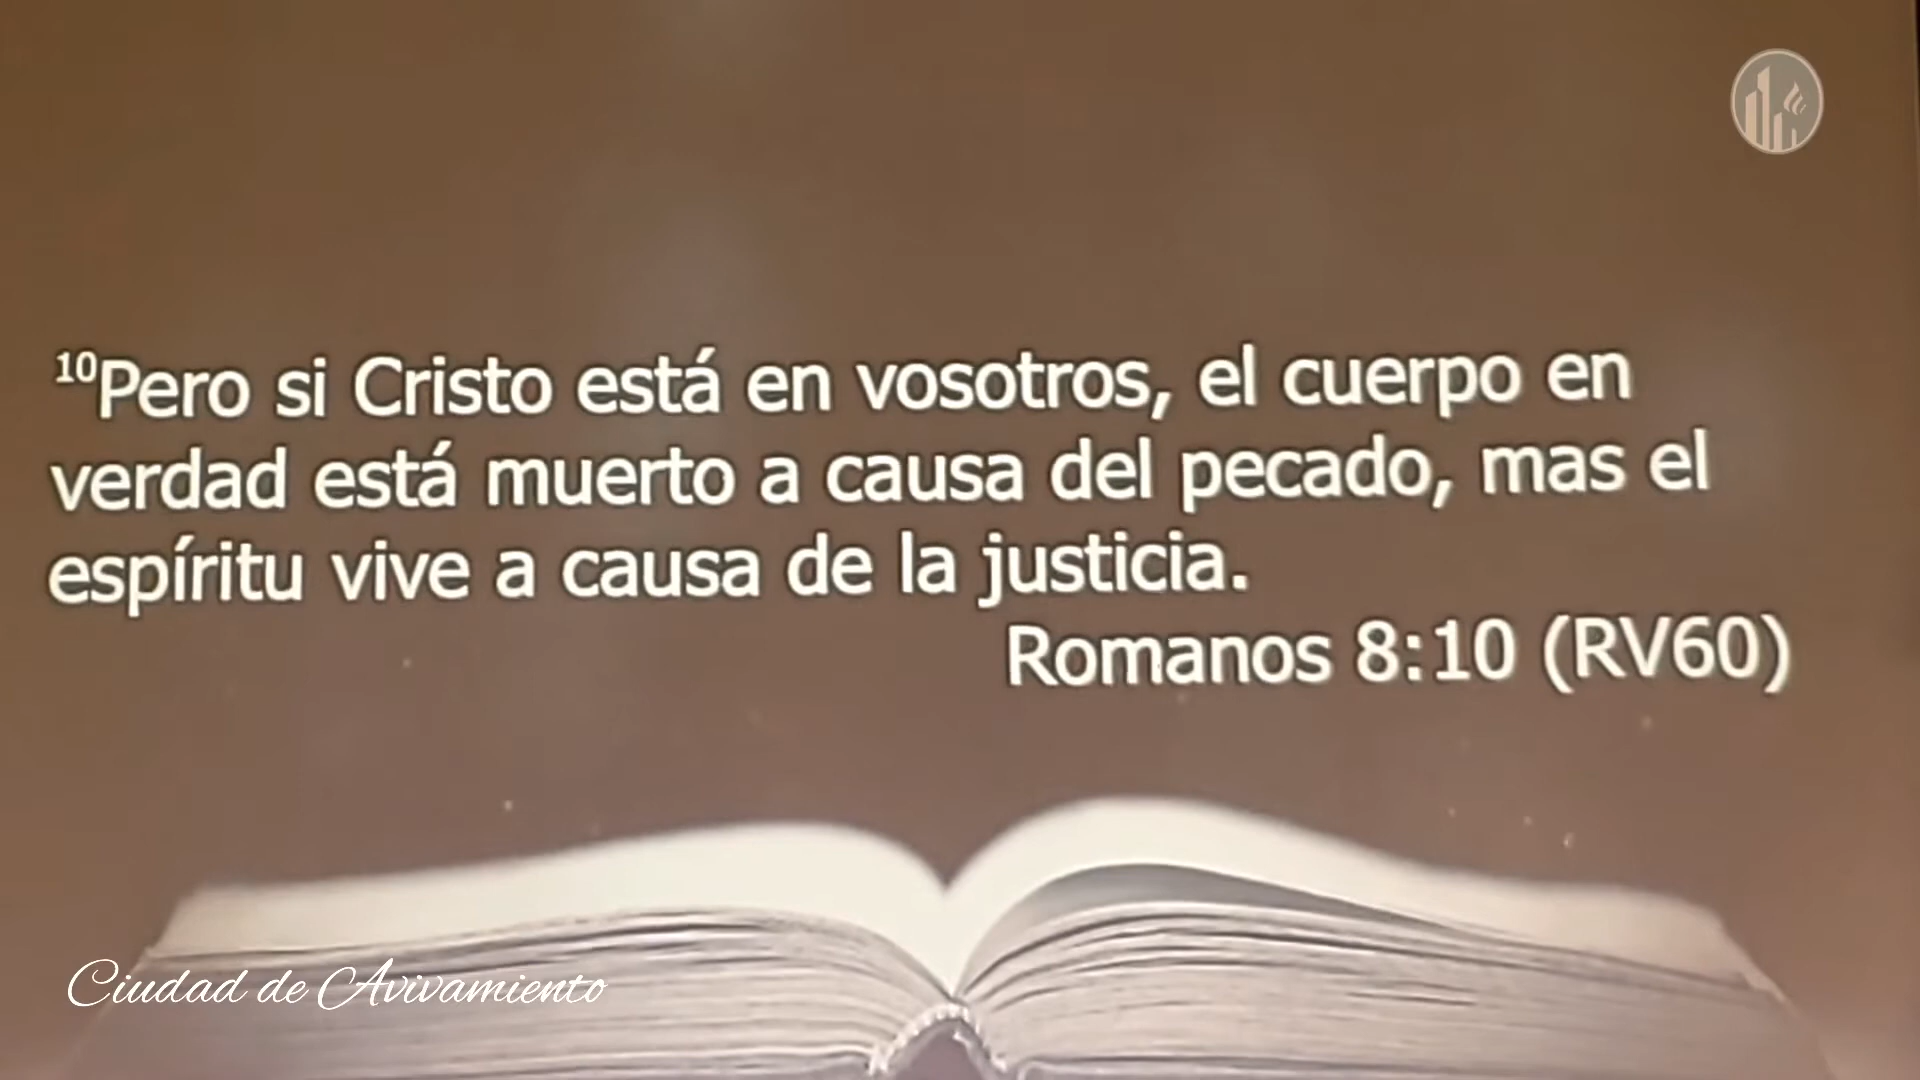 ¹⁰Pero si Cristo está en vosotros, el cuerpo en
verdad está muerto a causa del pecado, mas el
espíritu vive a causa de la justicia.
Romanos 8:10 (RV60)
Ciudad de Avivamiento